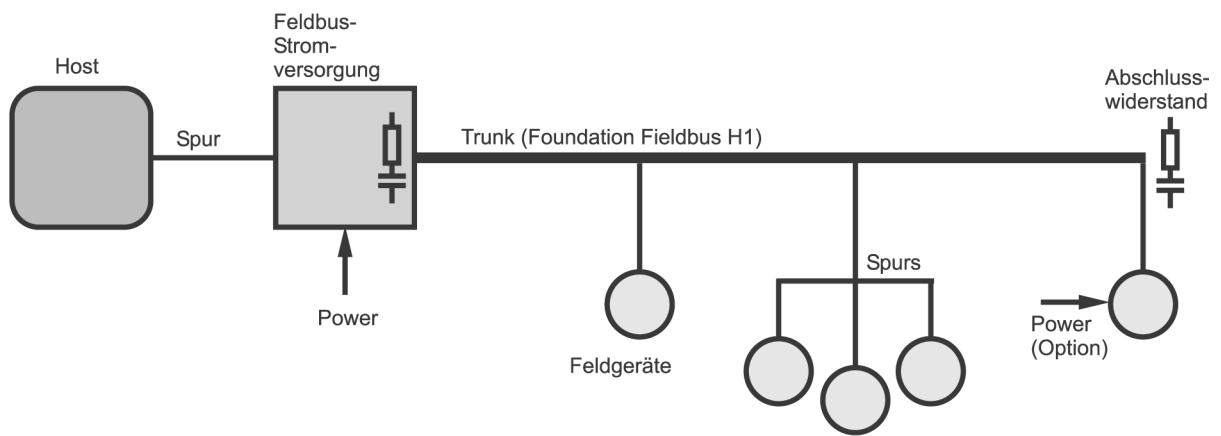 Feldbus-
Strom-
versorgung
Host
Abschluss-
widerstand
Spur
Trunk (Foundation Fieldbus H1)
Spurs
Power
Power
(Option)
Feldgeräte